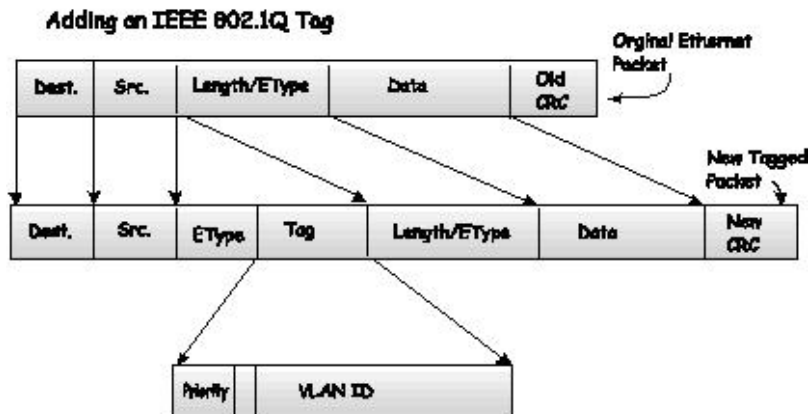 Adding an IEEE 802.1Q Tag
Orginal Ethernet
Packet
Dest. Src. Length/EType Data Old
CRC
New Tagged
Packet
Dest. Src. EType Tag Length/EType Data New
CRC
Priority VLAN ID